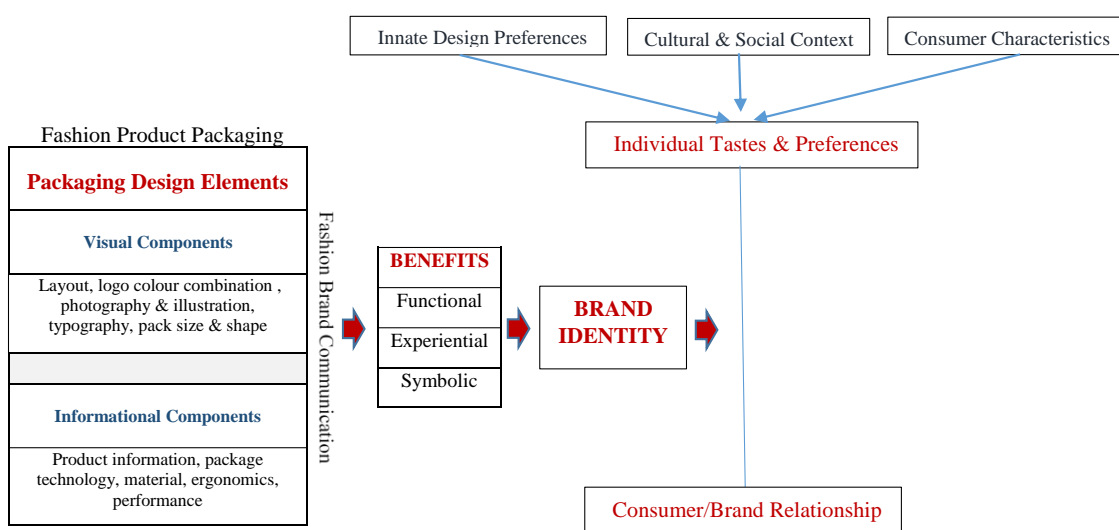 Innate Design Preferences
Cultural & Social Context
Consumer Characteristics
Individual Tastes & Preferences
Fashion Product Packaging
Packaging Design Elements
Visual Components
Layout, logo colour combination ,
photography & illustration,
typography, pack size & shape
Informational Components
Product information, package
technology, material, ergonomics,
performance
Fashion Brand Communication
BENEFITS
Functional
Experiential
Symbolic
BRAND
IDENTITY
Consumer/Brand Relationship